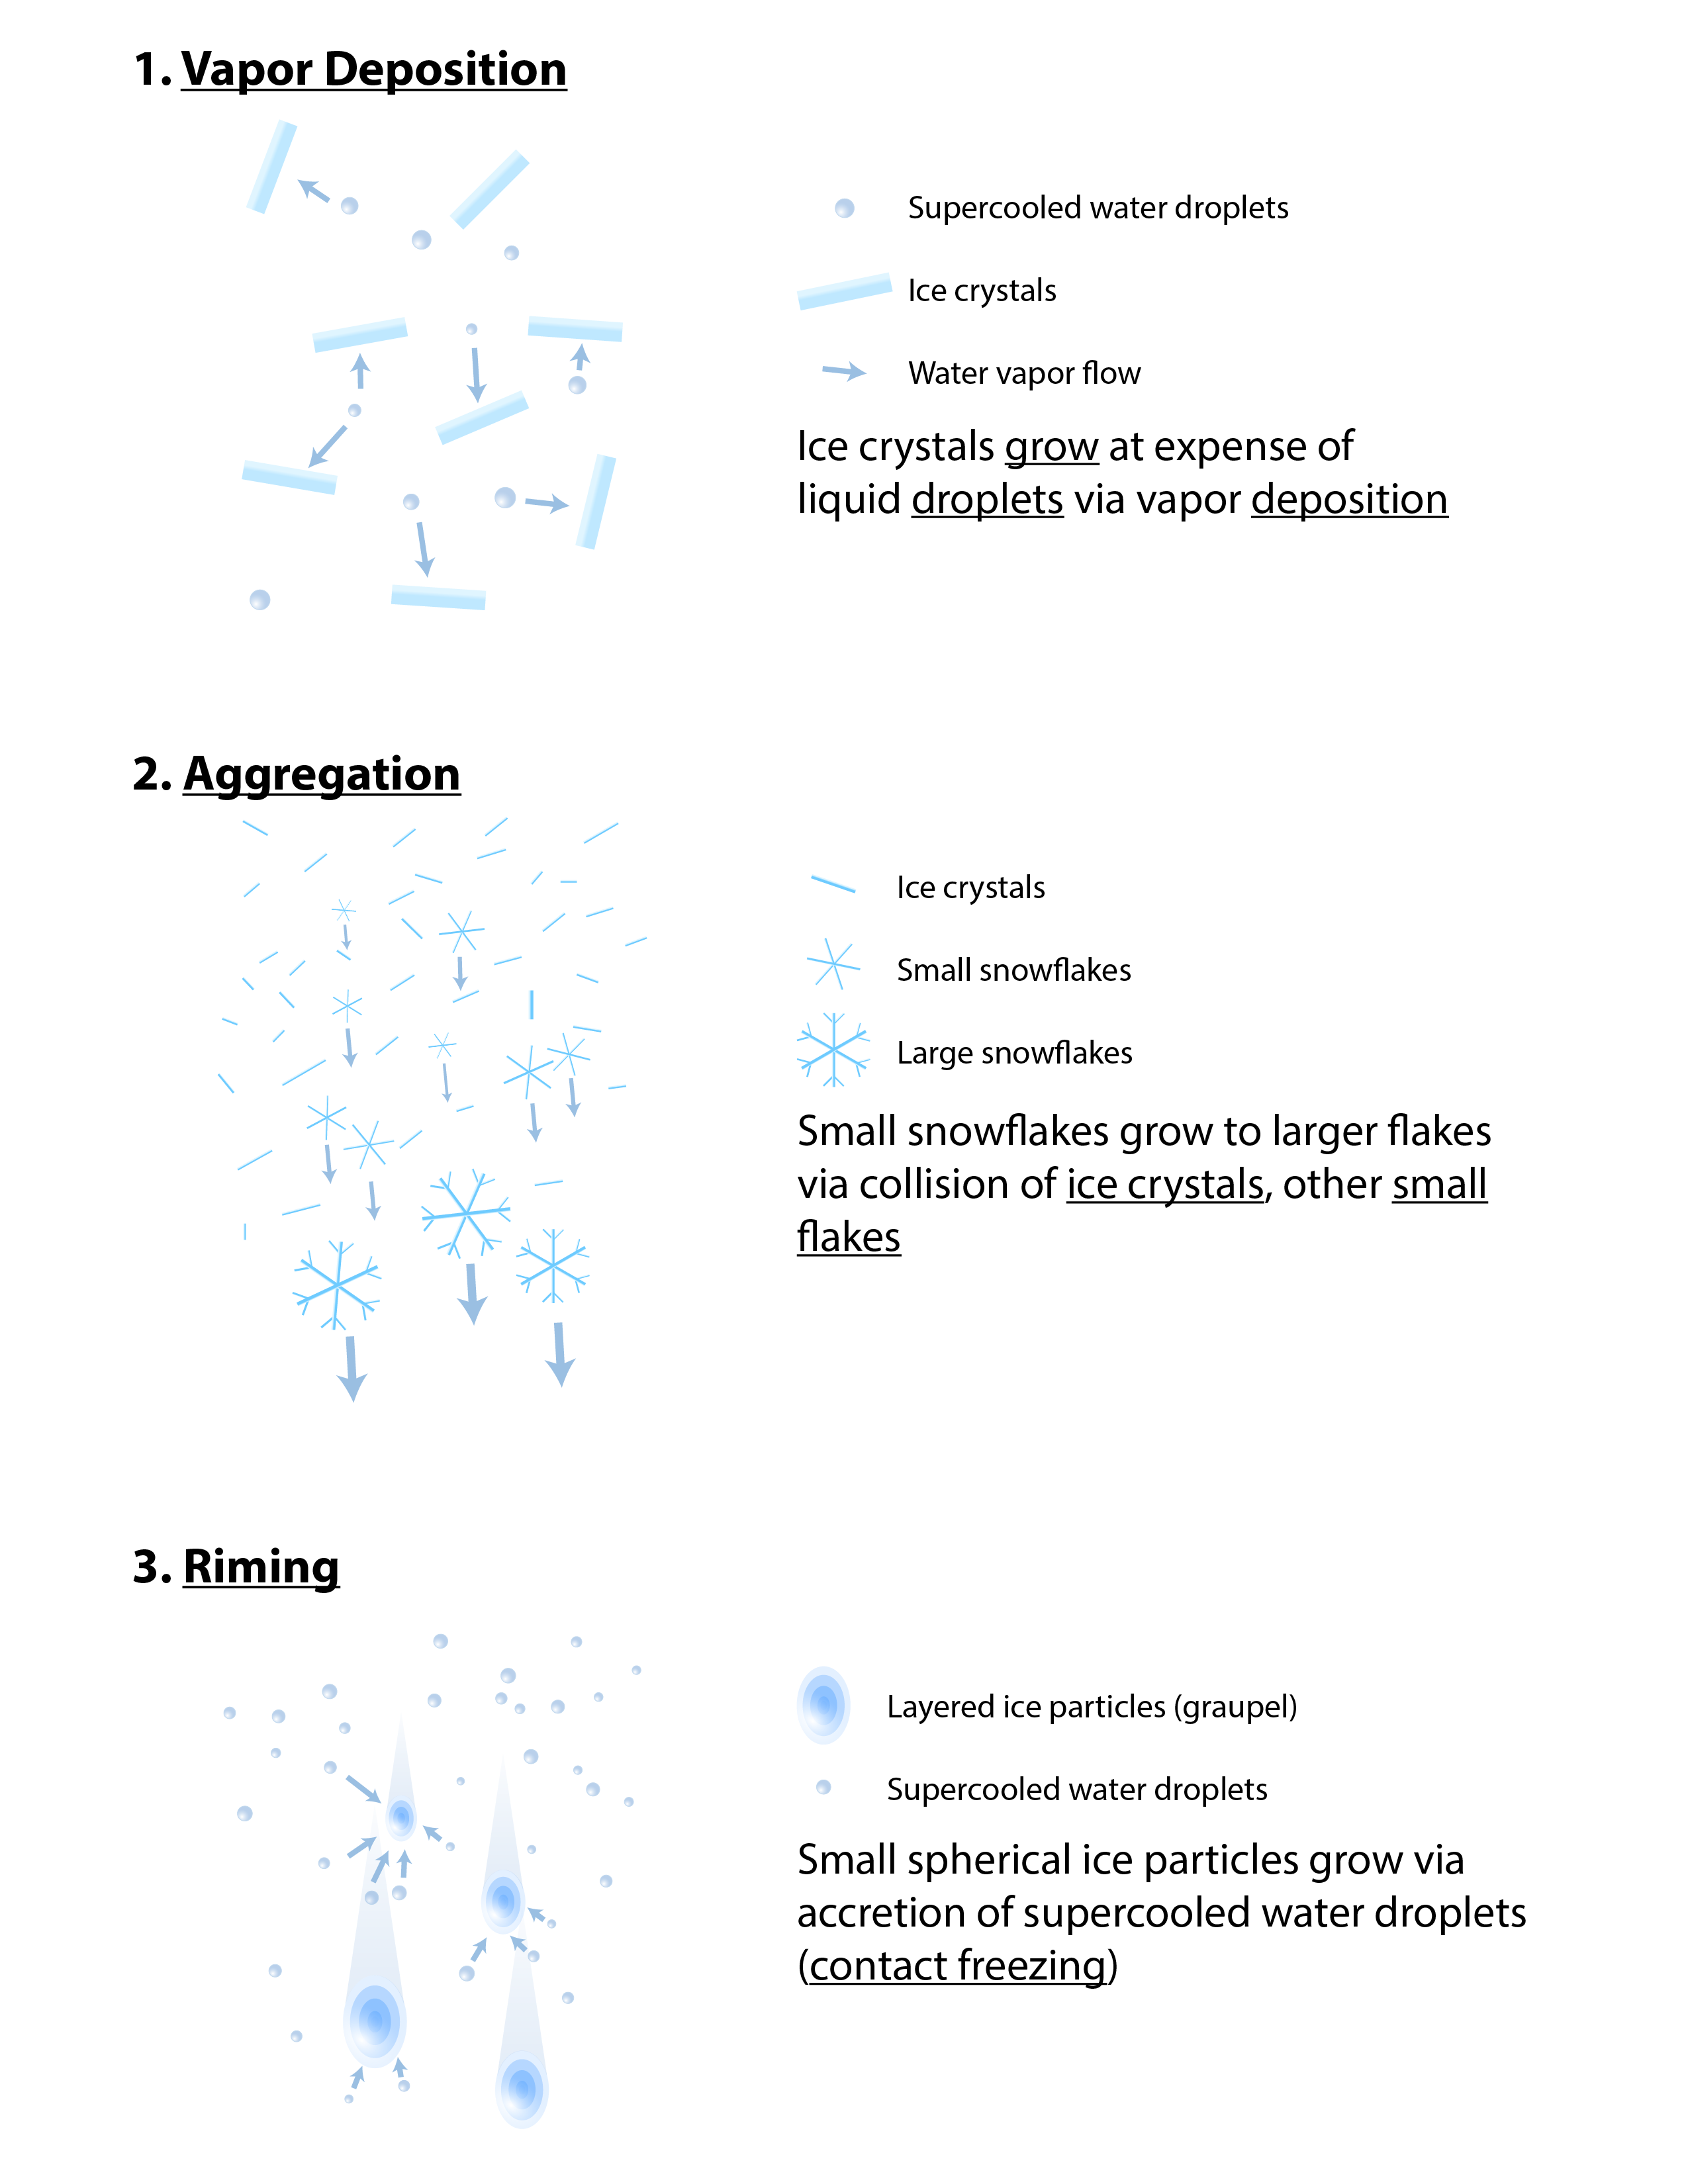 1. Vapor Deposition
Supercooled water droplets
Ice crystals
Water vapor flow
Ice crystals grow at expense of
liquid droplets via vapor deposition
2. Aggregation
Ice crystals
Small snowflakes
Large snowflakes
Small snowflakes grow to larger flakes
via collision of ice crystals, other small
flakes
3. Riming
Layered ice particles (graupel)
Supercooled water droplets
Small spherical ice particles grow via
accretion of supercooled water droplets
(contact freezing)